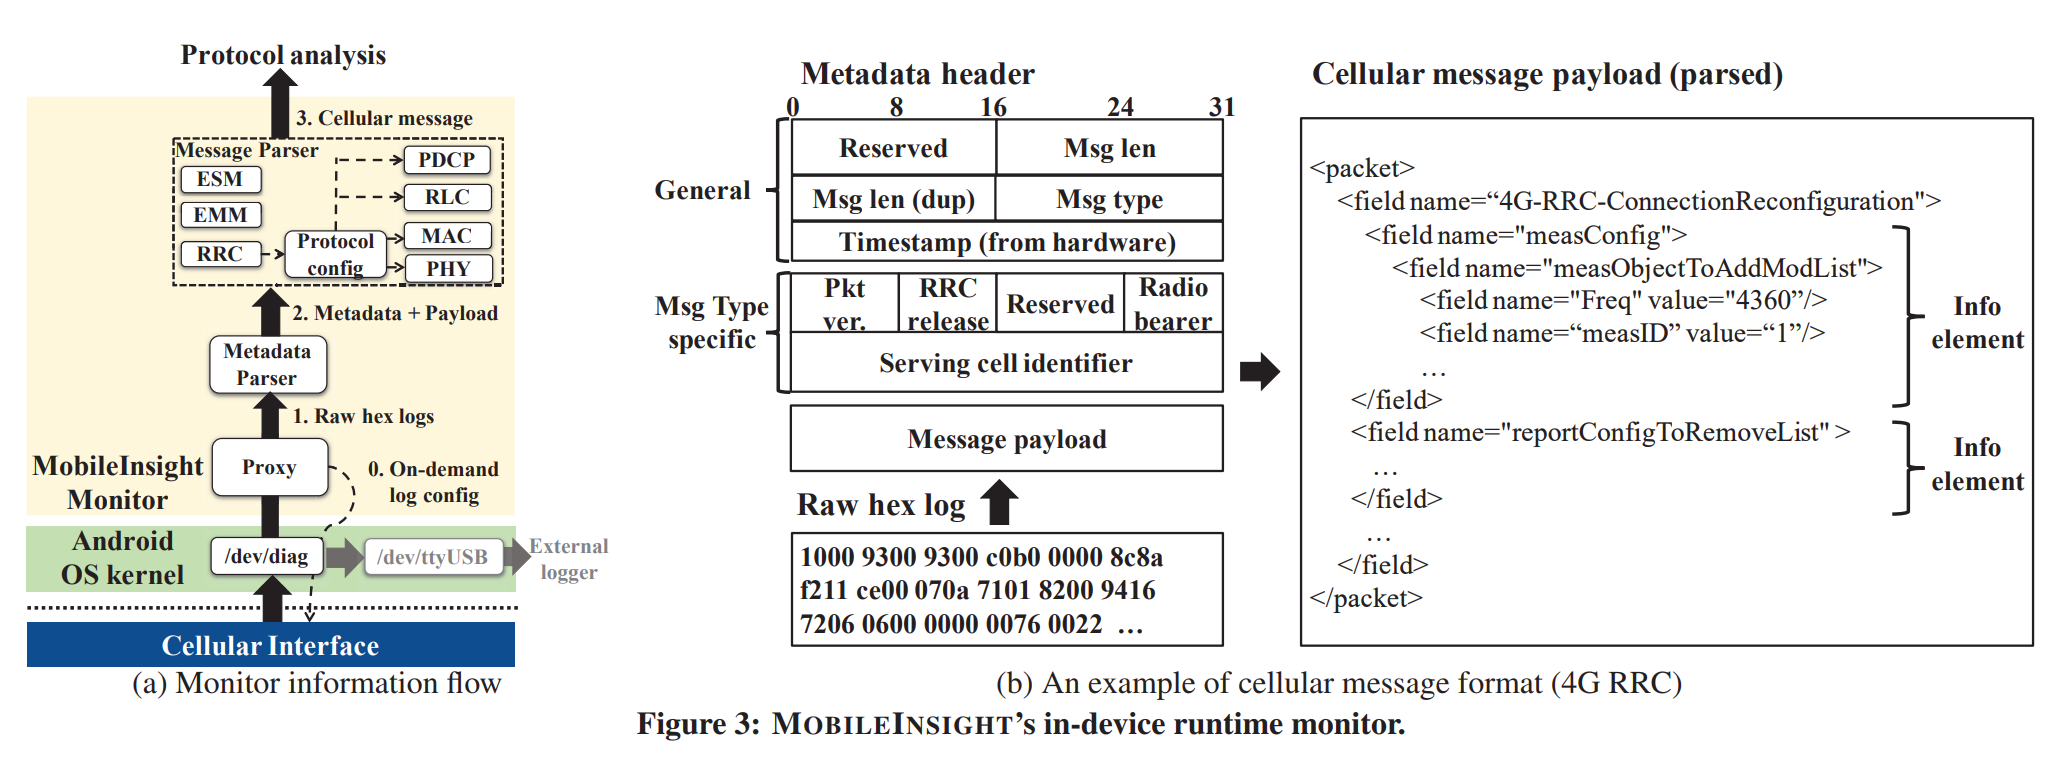 Protocol analysis
3. Cellular message
Message Parser
ESM
EMM
RRC
Protocol
config
PDCP
RLC
MAC
PHY
2. Metadata + Payload
Metadata
Parser
1. Raw hex logs
MobileInsight
Monitor
Proxy
0. On-demand
log config
Android
OS kernel
/dev/diag
/dev/ttyUSB
External
logger
Cellular Interface
(a) Monitor information flow
Metadata header
0 8 16 24 31
General
Reserved Msg len
Msg len (dup) Msg type
Timestamp (from hardware)
Msg Type
specific
Pkt
ver.
RRC
release
Reserved
Radio
bearer
Serving cell identifier
Message payload
Raw hex log
1000 9300 9300 c0b0 0000 8c8a
f211 ce00 070a 7101 8200 9416
7206 0600 0000 0076 0022 …
Cellular message payload (parsed)
<packet>
<field name=“4G-RRC-ConnectionReconfiguration">
<field name="measConfig">
<field name="measObjectToAddModList">
<field name="Freq" value="4360”/>
<field name=“measID” value=“1”/>
…
</field>
<field name="reportConfigToRemoveList" >
…
</field>
…
</field>
</packet>
Info
element
Info
element
(b) An example of cellular message format (4G RRC)
Figure 3: MOBILEINSIGHT’s in-device runtime monitor.